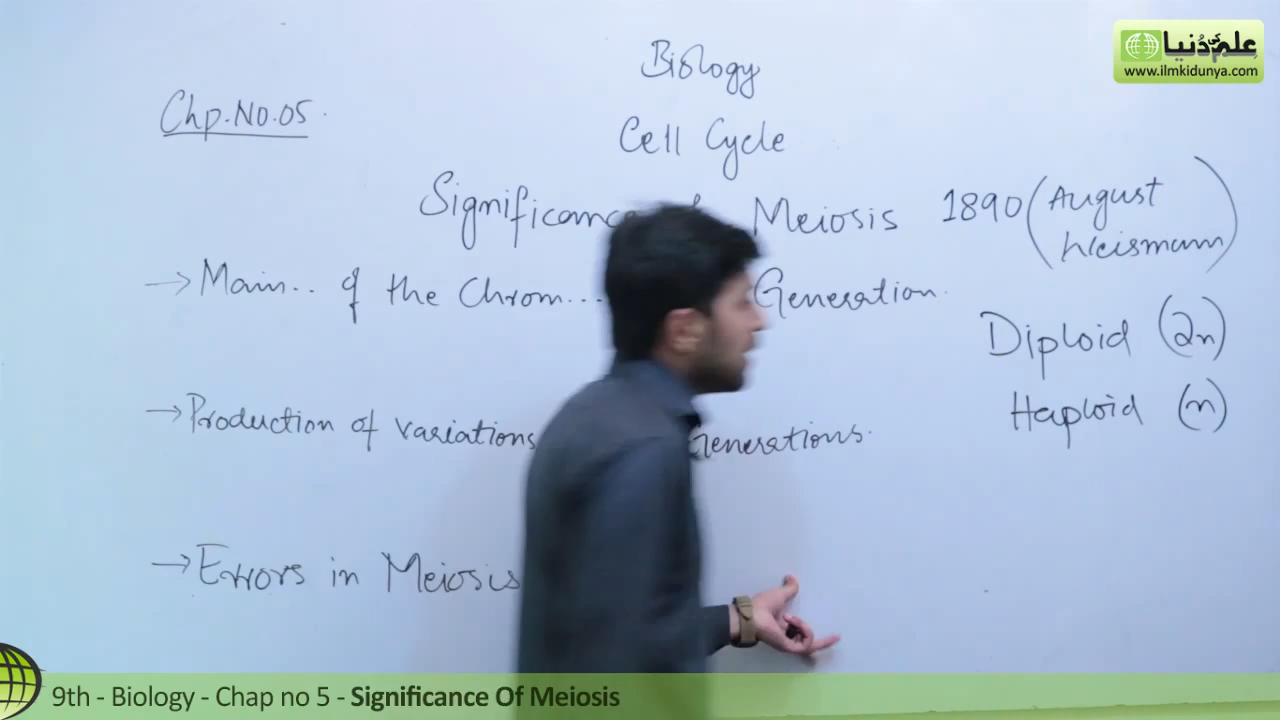 علم کی دُنیا
www.ilmkidunya.com
Biology
Chp.No.05
Cell Cycle
Significance Meiosis 1890 (August
Weismann)
→ Main.. of the Chrom... Generation.
Diploid (2n)
Haploid (n)
→ Production of variations Generations.
→ Errors in Meiosis
9th - Biology - Chap no 5 - Significance Of Meiosis